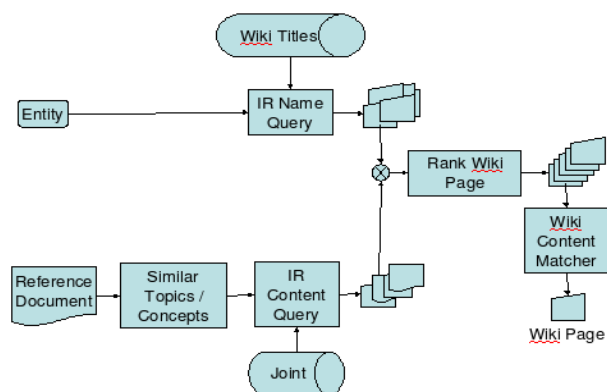 Wiki Titles
Entity
IR Name
Query
Rank Wiki
Page
Wiki
Content
Matcher
Reference
Document
Similar
Topics /
Concepts
IR
Content
Query
Wiki Page
Joint